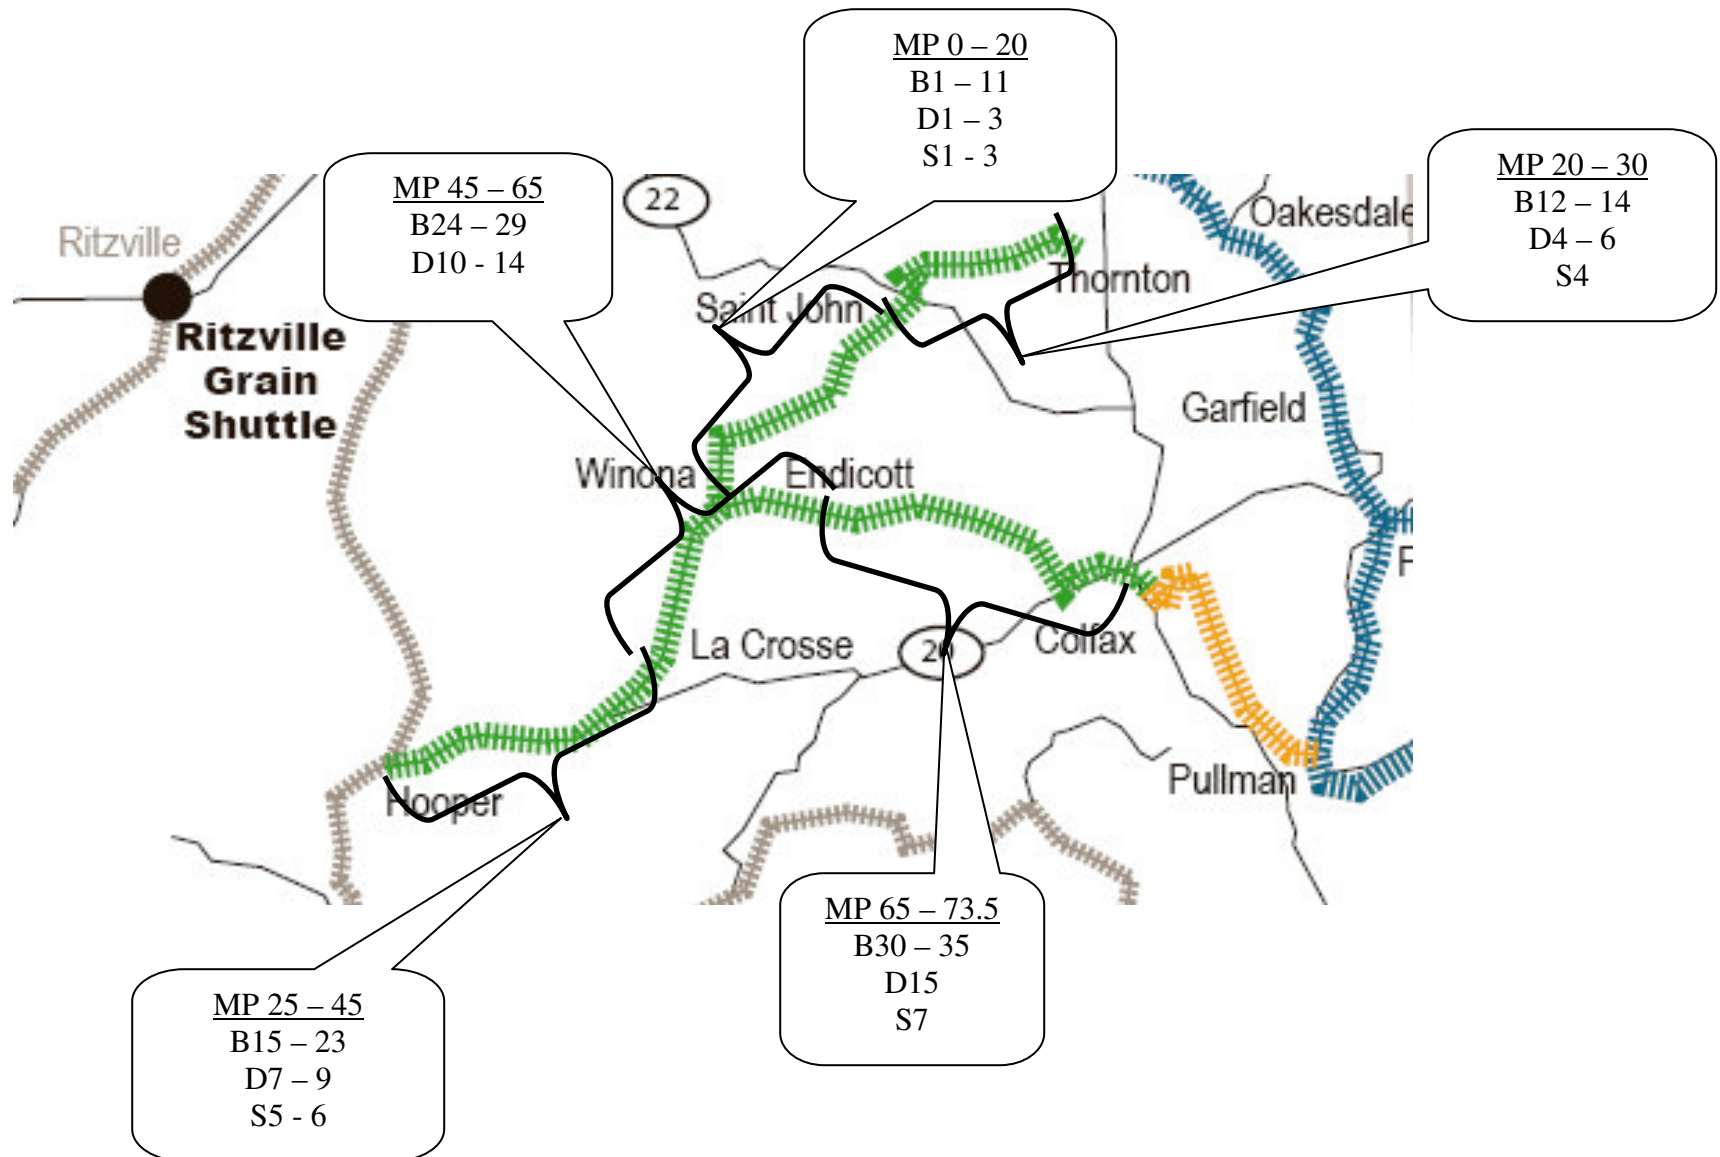 MP 0 – 20
B1 – 11
D1 – 3
S1 - 3
MP 20 – 30
B12 – 14
D4 – 6
S4
MP 45 – 65
B24 – 29
D10 - 14
22
Oakesdale
Ritzville
Thornton
Saint John
Ritzville
Grain
Shuttle
Garfield
Winona
Endicott
La Crosse
20
Colfax
Pullman
Hooper
MP 65 – 73.5
B30 – 35
D15
S7
MP 25 – 45
B15 – 23
D7 – 9
S5 - 6